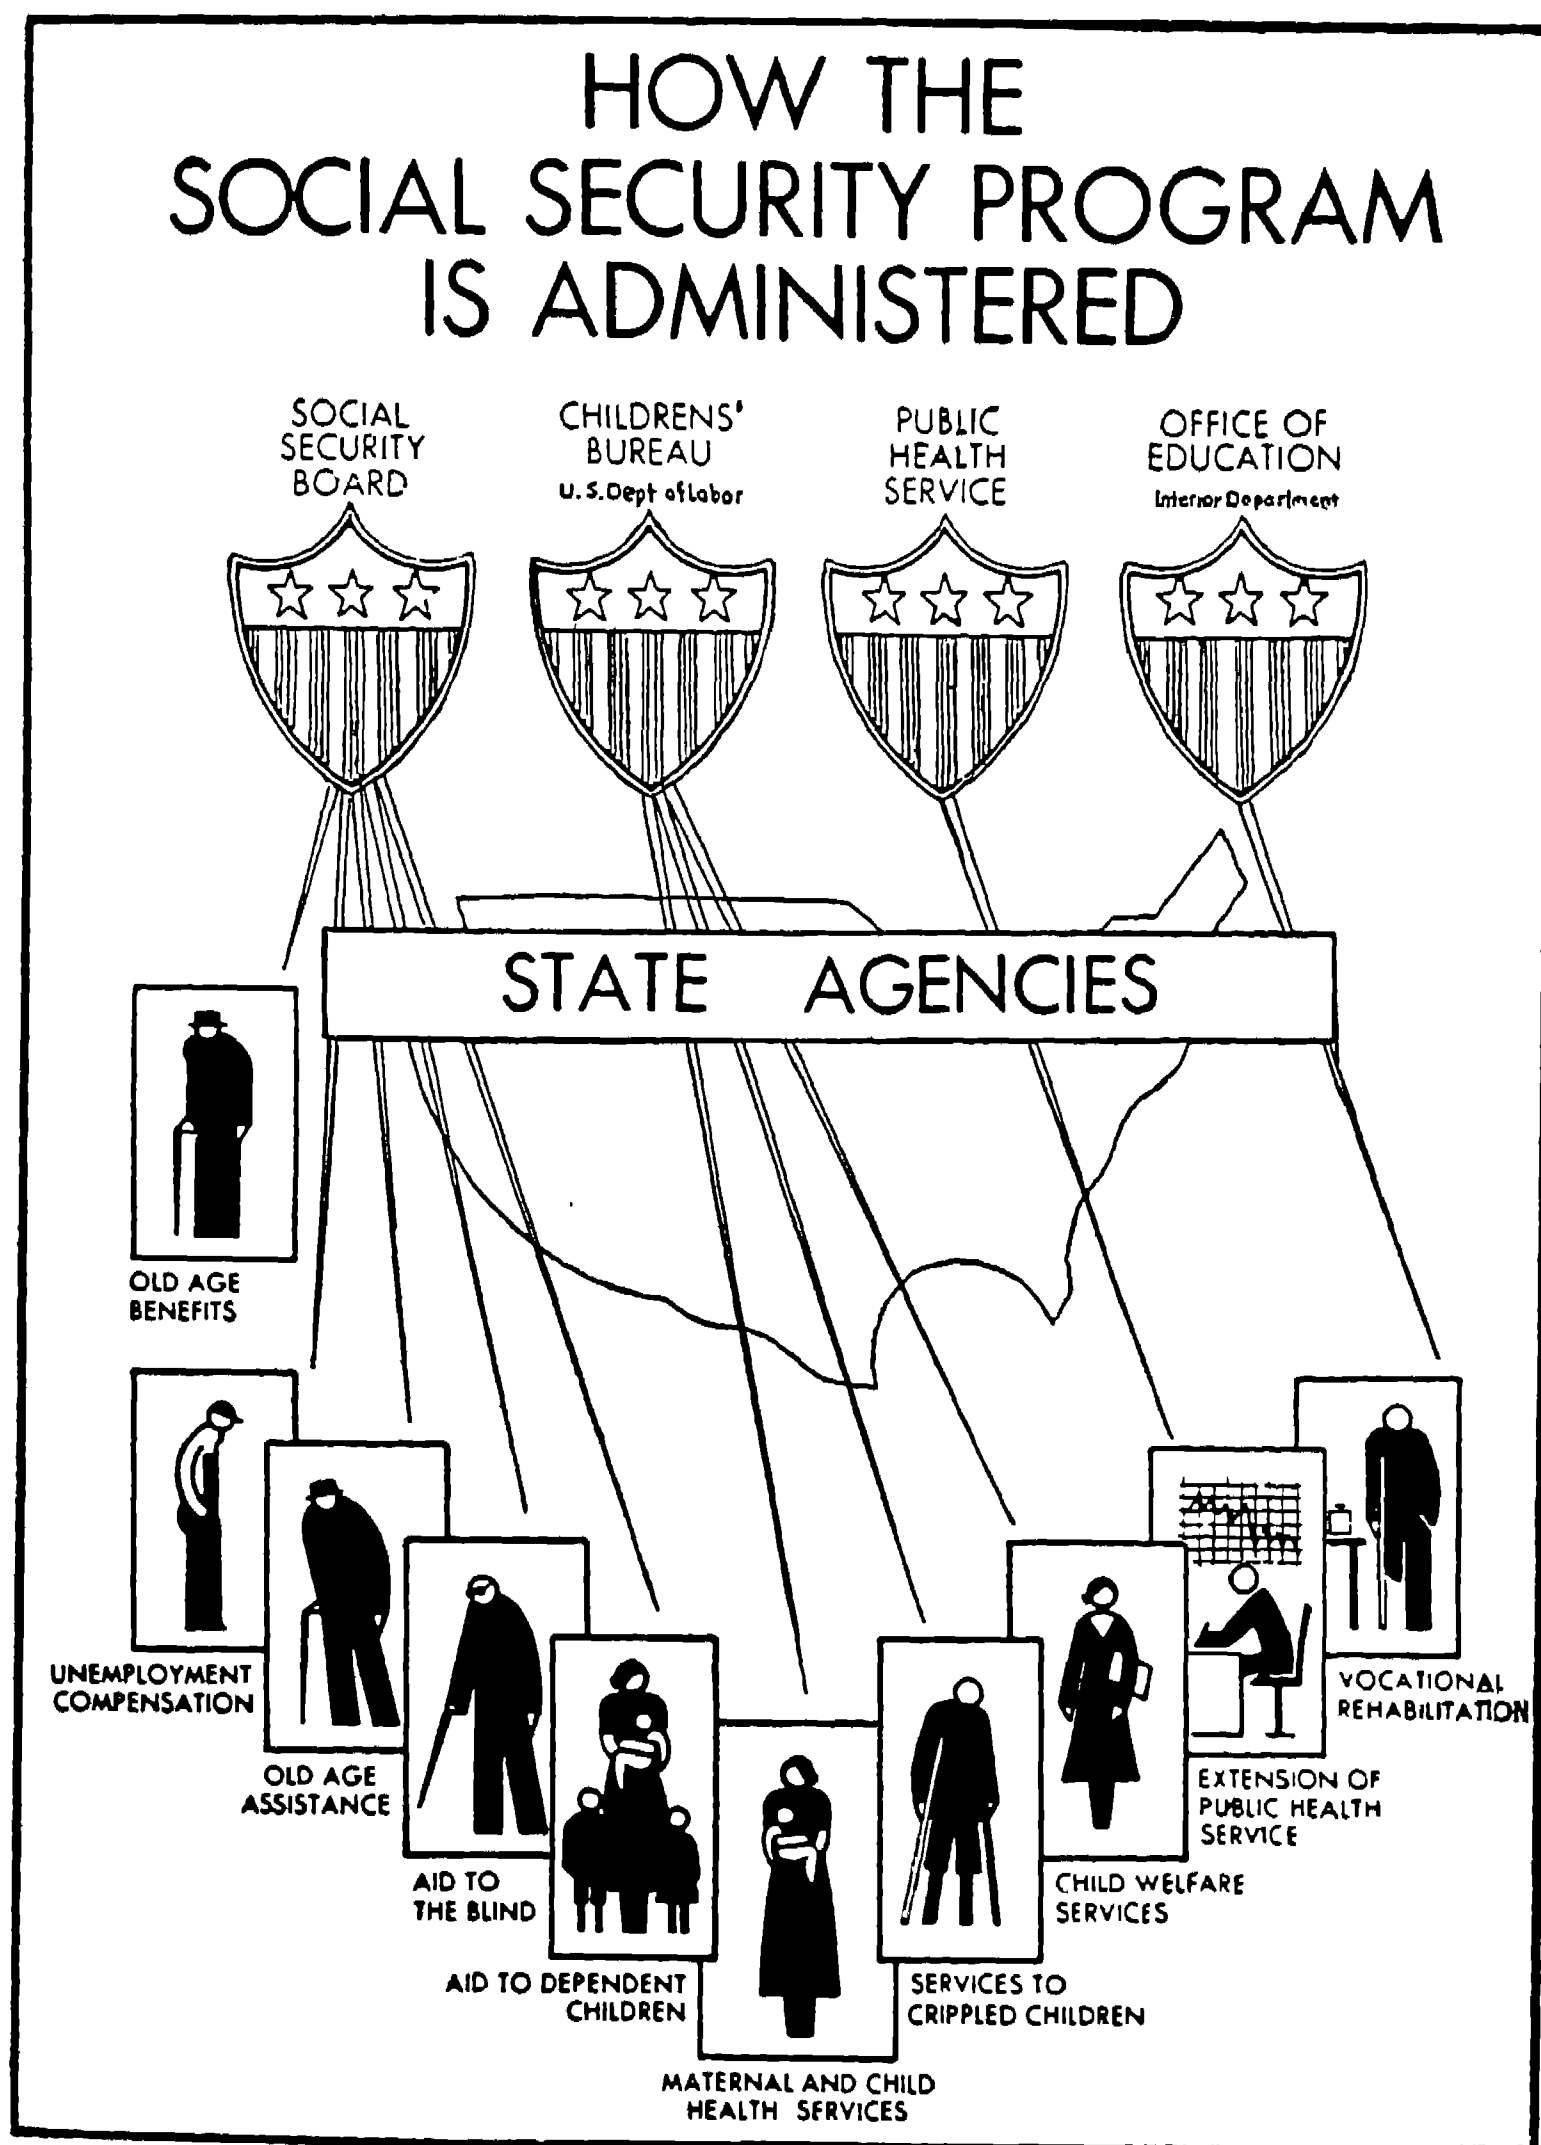 HOW THE
SOCIAL SECURITY PROGRAM
IS ADMINISTERED
SOCIAL
SECURITY
BOARD
CHILDRENS'
BUREAU
U.S. Dept of Labor
PUBLIC
HEALTH
SERVICE
OFFICE OF
EDUCATION
Interior Department
STATE AGENCIES
OLD AGE
BENEFITS
UNEMPLOYMENT
COMPENSATION
OLD AGE
ASSISTANCE
AID TO
THE BLIND
AID TO DEPENDENT
CHILDREN
MATERNAL AND CHILD
HEALTH SERVICES
SERVICES TO
CRIPPLED CHILDREN
CHILD WELFARE
SERVICES
EXTENSION OF
PUBLIC HEALTH
SERVICE
VOCATIONAL
REHABILITATION